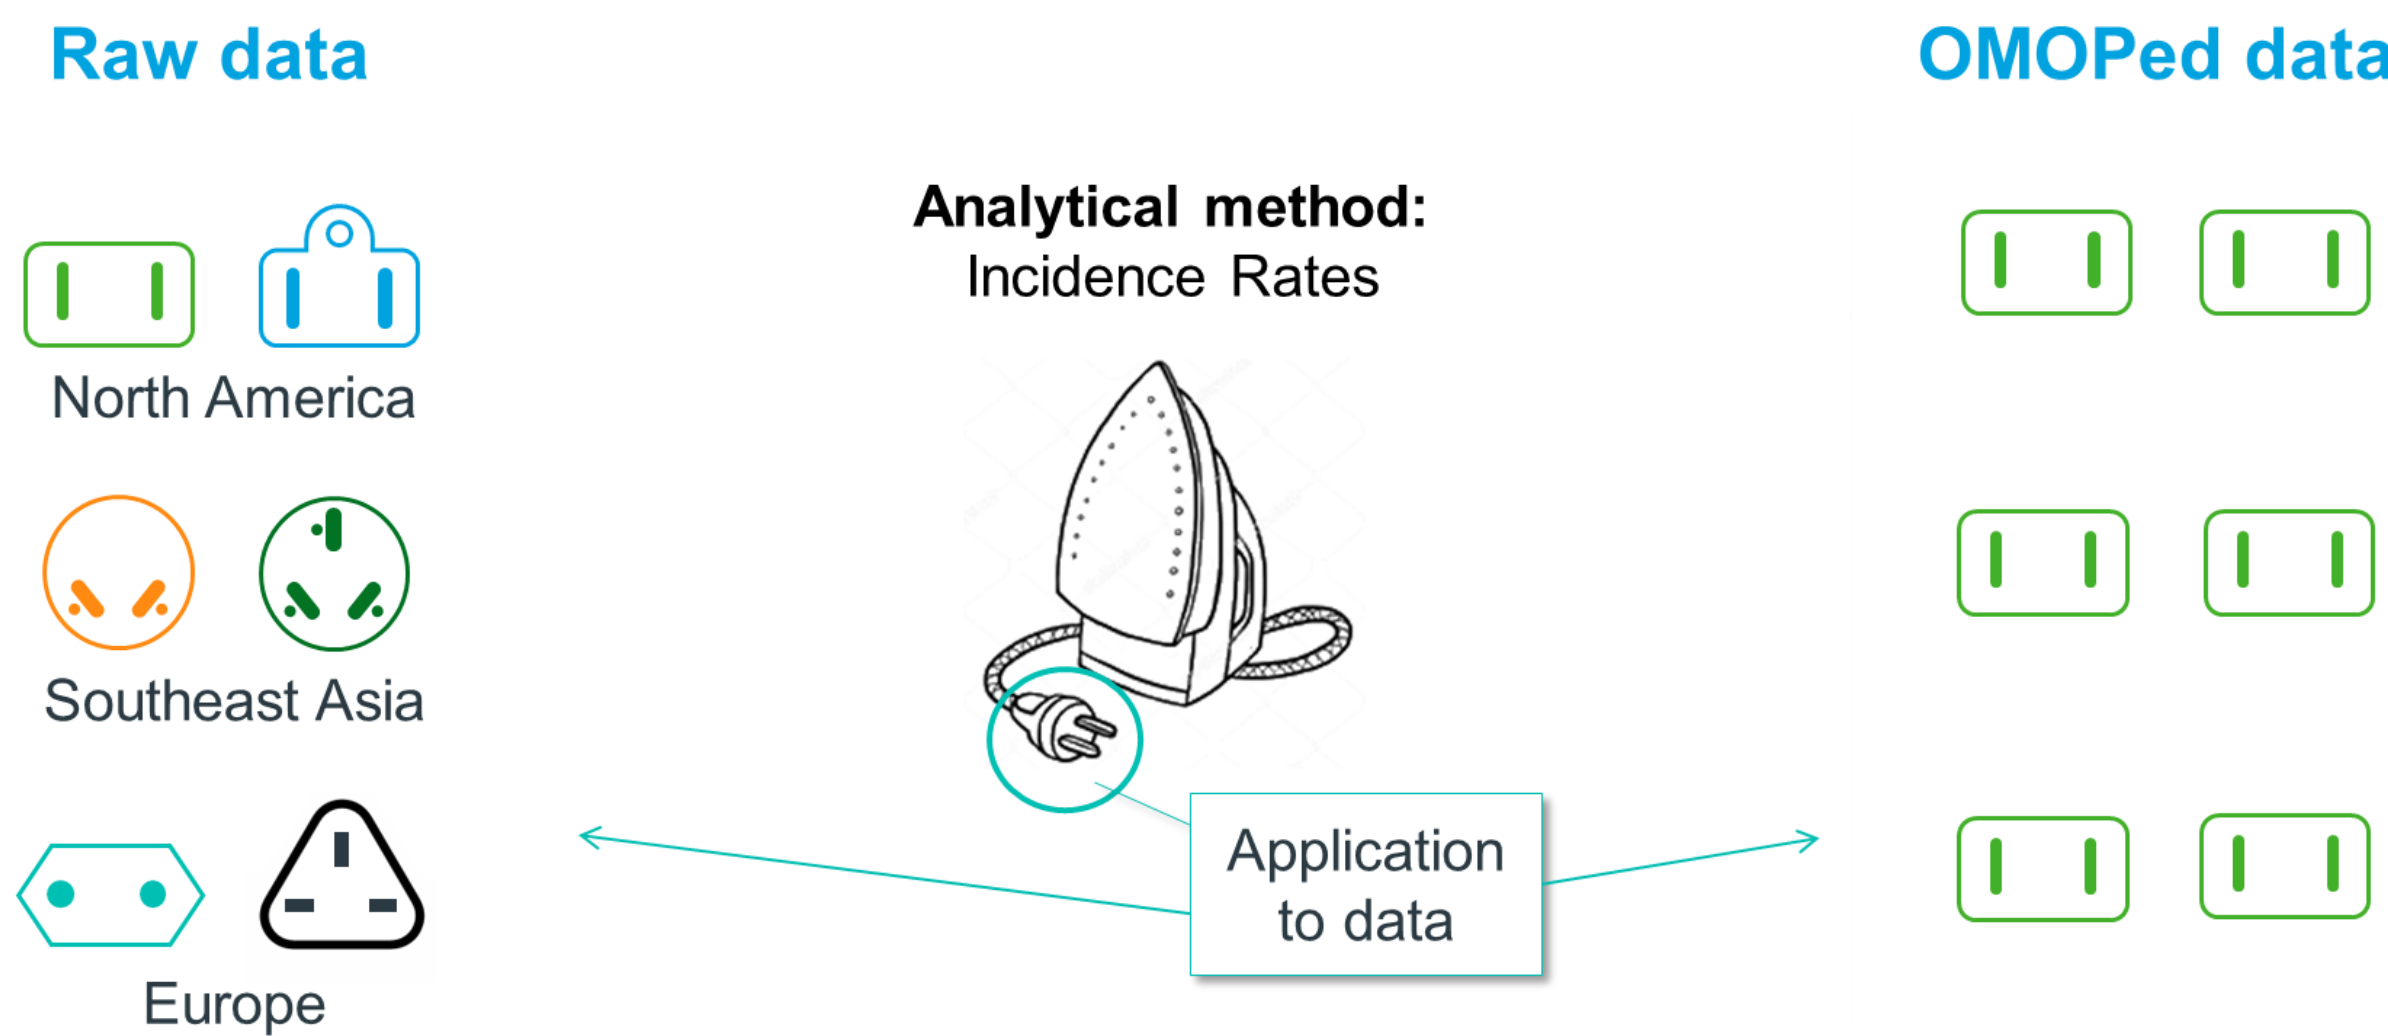 Raw data
OMOPed data
Analytical method:
Incidence Rates
North America
Southeast Asia
Application
to data
Europe